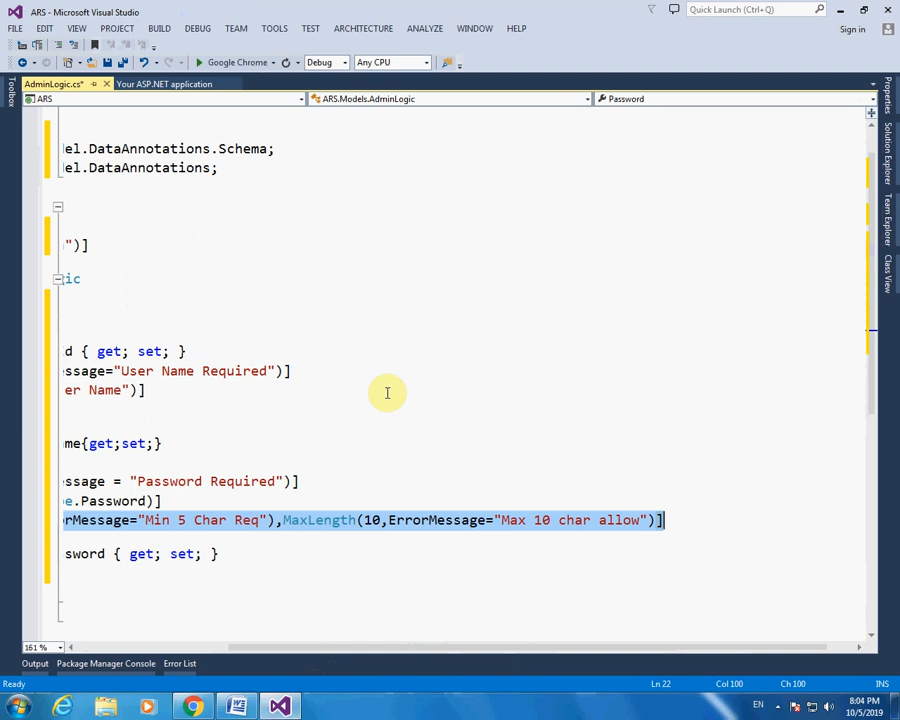 ARS - Microsoft Visual Studio
Quick Launch (Ctrl+Q)
FILE EDIT VIEW PROJECT BUILD DEBUG TEAM TOOLS TEST ARCHITECTURE ANALYZE WINDOW HELP
Sign in
Google Chrome Debug Any CPU
AdminLogic.cs* Your ASP.NET application
ARS ARS.Models.AdminLogic Password
Toolbox
Properties
Solution Explorer
Team Explorer
Class View
lel.DataAnnotations.Schema;
lel.DataAnnotations;
")]
ic
d { get; set; }
ssage="User Name Required")]
er Name")]
me{get;set;}
essage = "Password Required")]
e.Password)]
orMessage="Min 5 Char Req"),MaxLength(10,ErrorMessage="Max 10 char allow")]
sword { get; set; }
161 %
Output Package Manager Console Error List
Ready Ln 22 Col 100 Ch 100 INS
EN 8:04 PM
10/5/2019